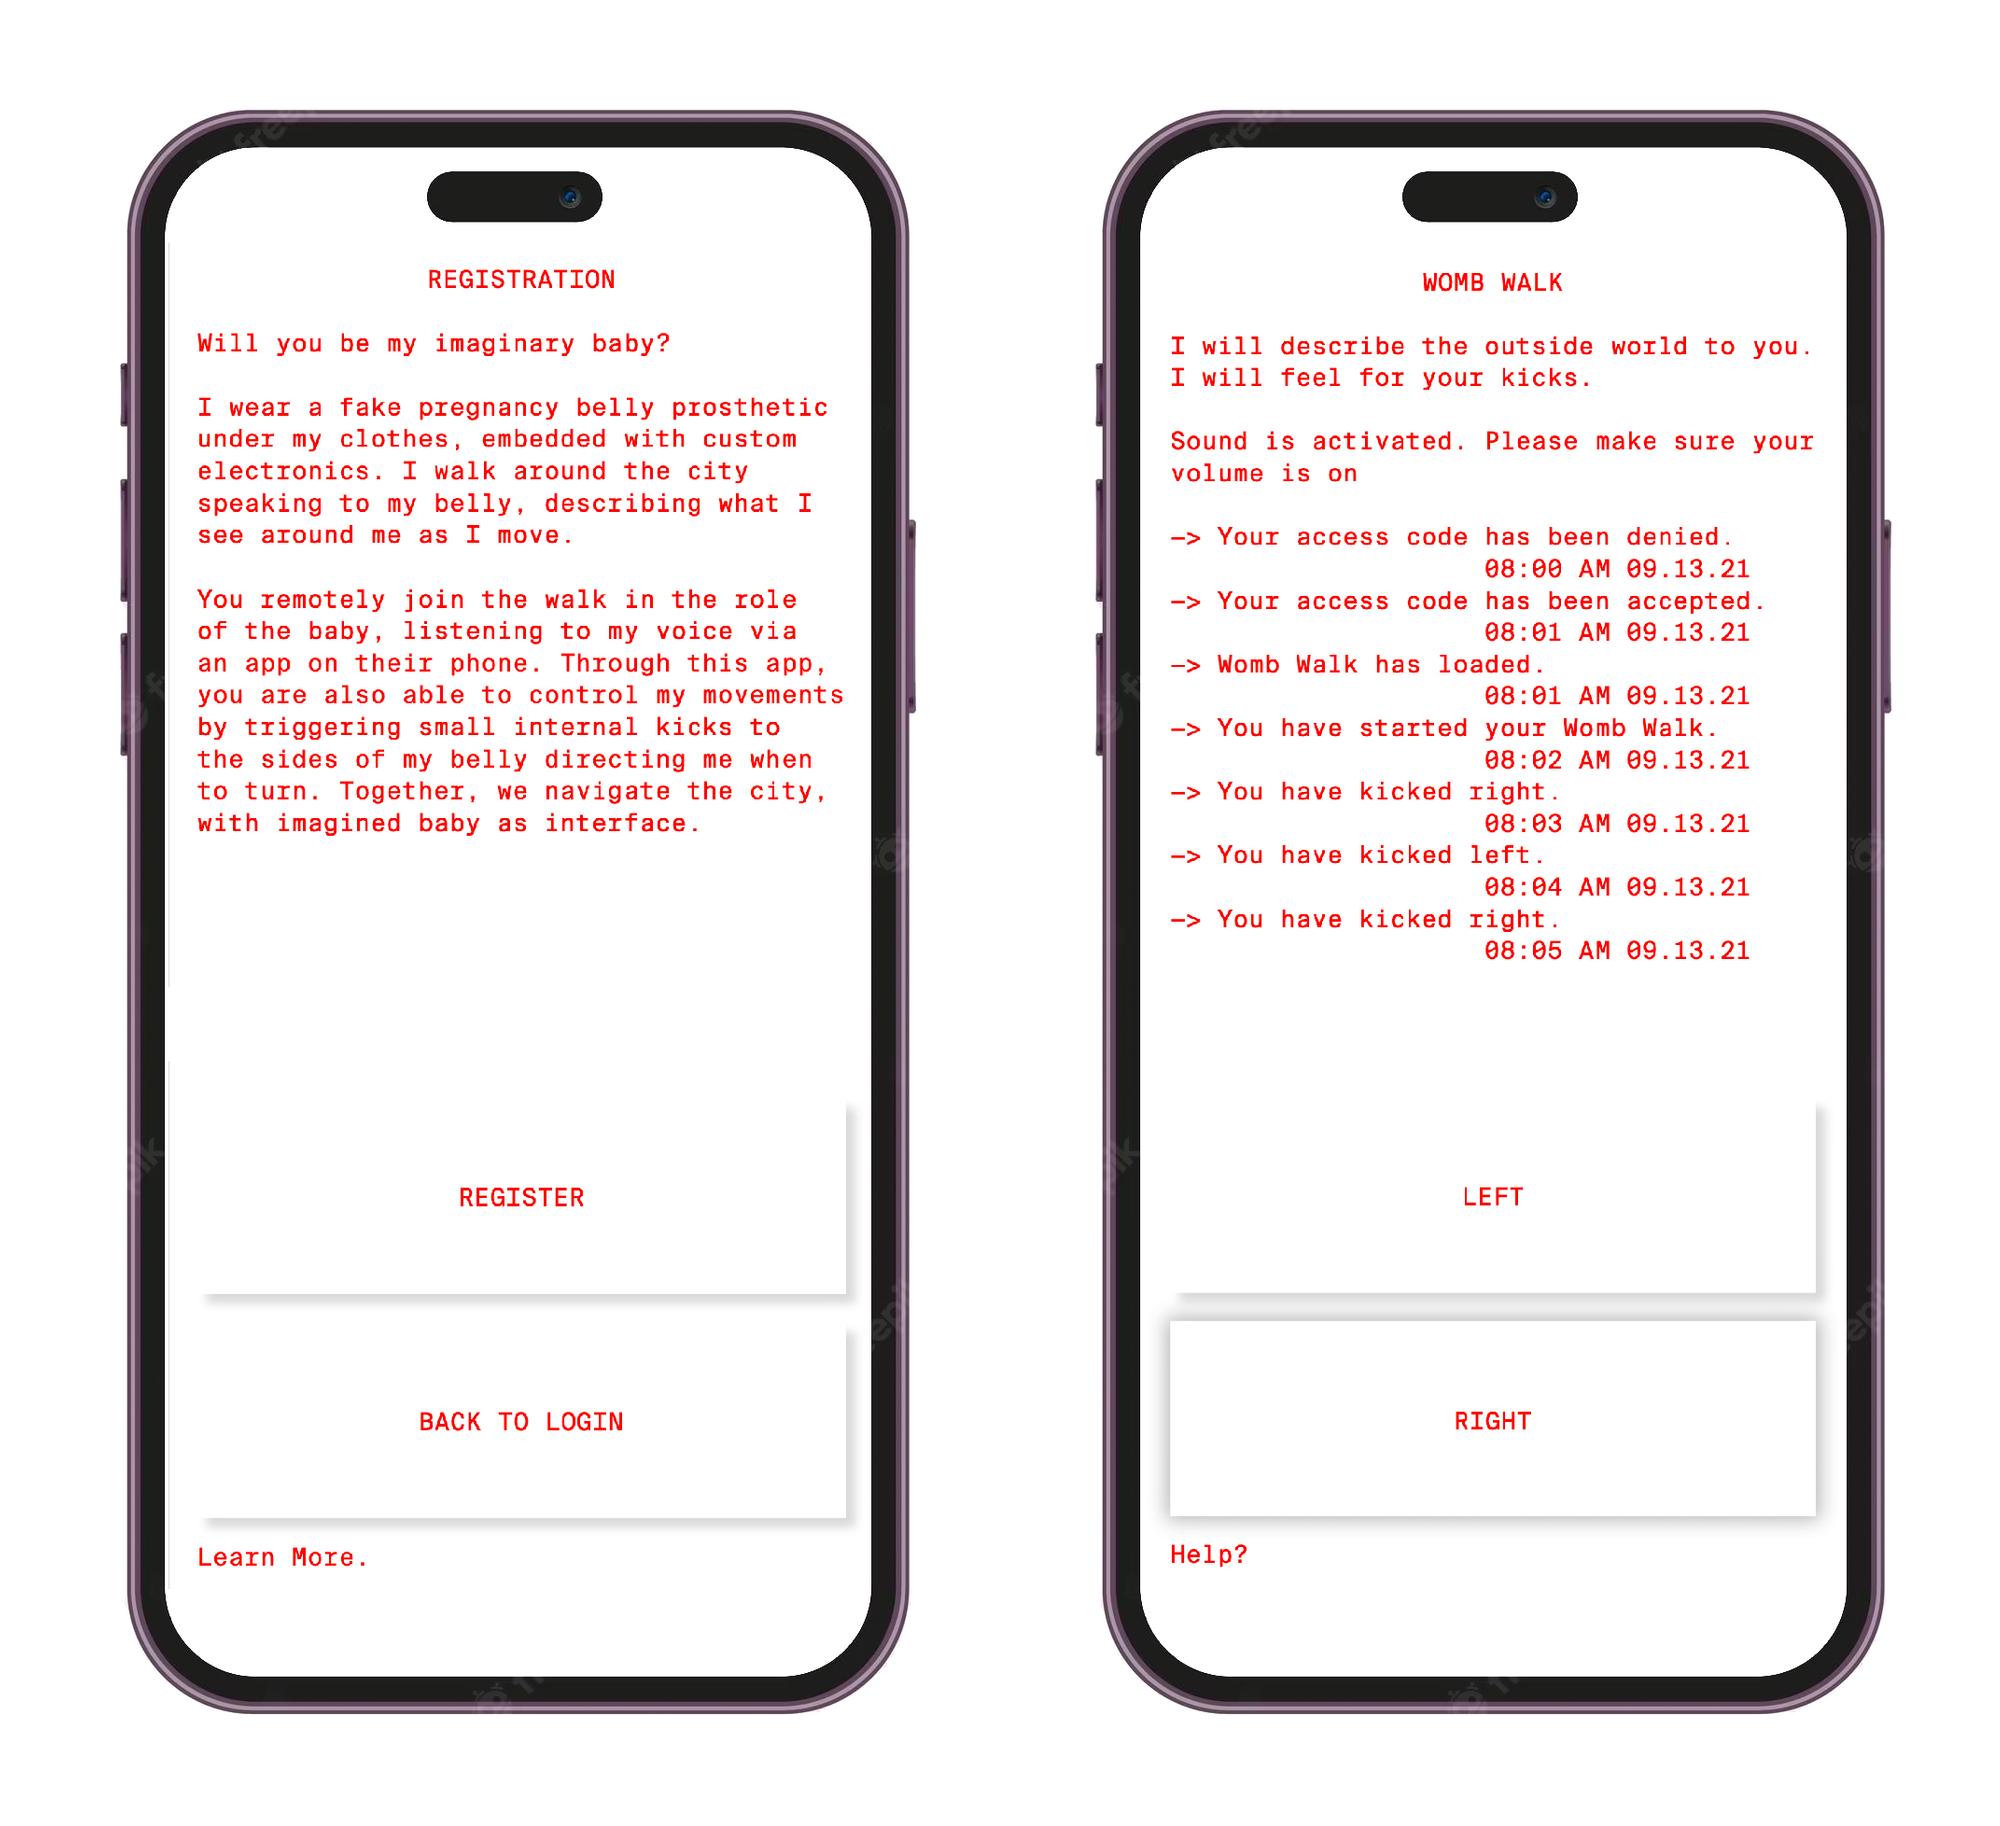 REGISTRATION
Will you be my imaginary baby?
I wear a fake pregnancy belly prosthetic
under my clothes, embedded with custom
electronics. I walk around the city
speaking to my belly, describing what I
see around me as I move.
You remotely join the walk in the role
of the baby, listening to my voice via
an app on their phone. Through this app,
you are also able to control my movements
by triggering small internal kicks to
the sides of my belly directing me when
to turn. Together, we navigate the city,
with imagined baby as interface.
REGISTER
BACK TO LOGIN
Learn More.
WOMB WALK
I will describe the outside world to you.
I will feel for your kicks.
Sound is activated. Please make sure your
volume is on
—> Your access code has been denied.
08:00 AM 09.13.21
—> Your access code has been accepted.
08:01 AM 09.13.21
—> Womb Walk has loaded.
08:01 AM 09.13.21
—> You have started your Womb Walk.
08:02 AM 09.13.21
—> You have kicked right.
08:03 AM 09.13.21
—> You have kicked left.
08:04 AM 09.13.21
—> You have kicked right.
08:05 AM 09.13.21
LEFT
RIGHT
Help?